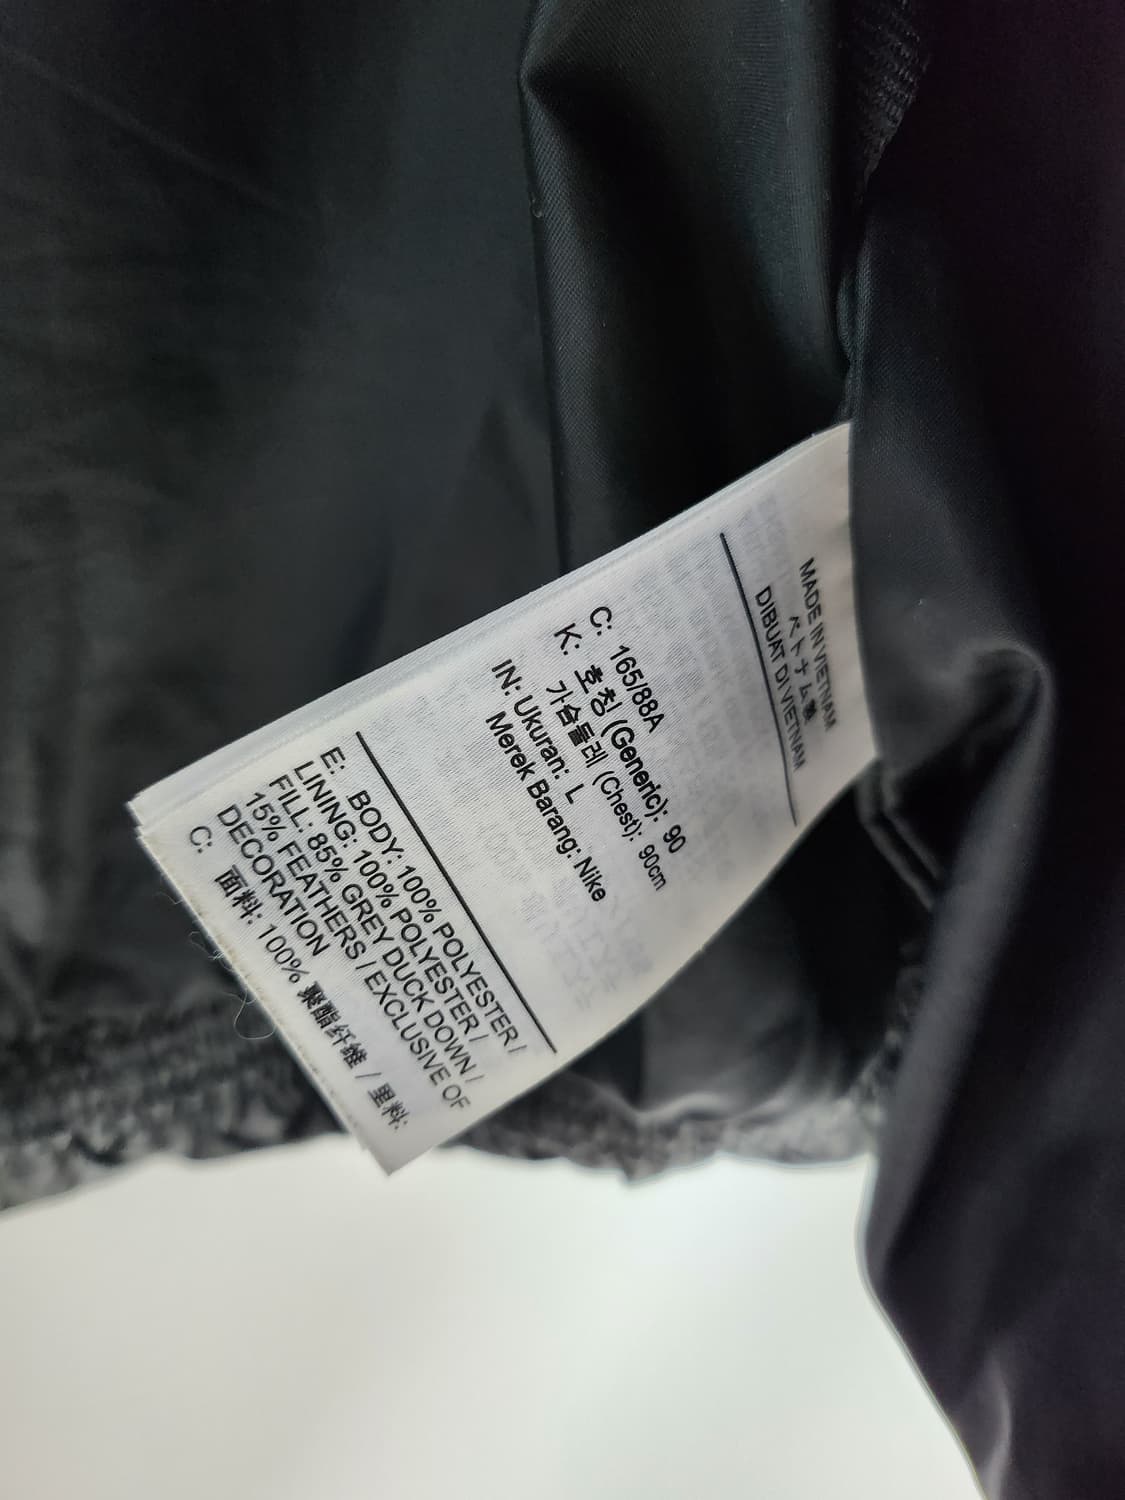 MADE IN VIETNAM
ベトナム製
DIBUAT DI VIETNAM
C: 165/88A
K: 호칭 (Generic): 90
가슴둘레 (Chest): 90cm
IN: Ukuran: L
Merek Barang: Nike
E: BODY: 100% POLYESTER /
LINING: 100% POLYESTER /
FILL: 85% GREY DUCK DOWN /
15% FEATHERS / EXCLUSIVE OF
DECORATION
C: 面料: 100% 聚酯纤维 / 里料: